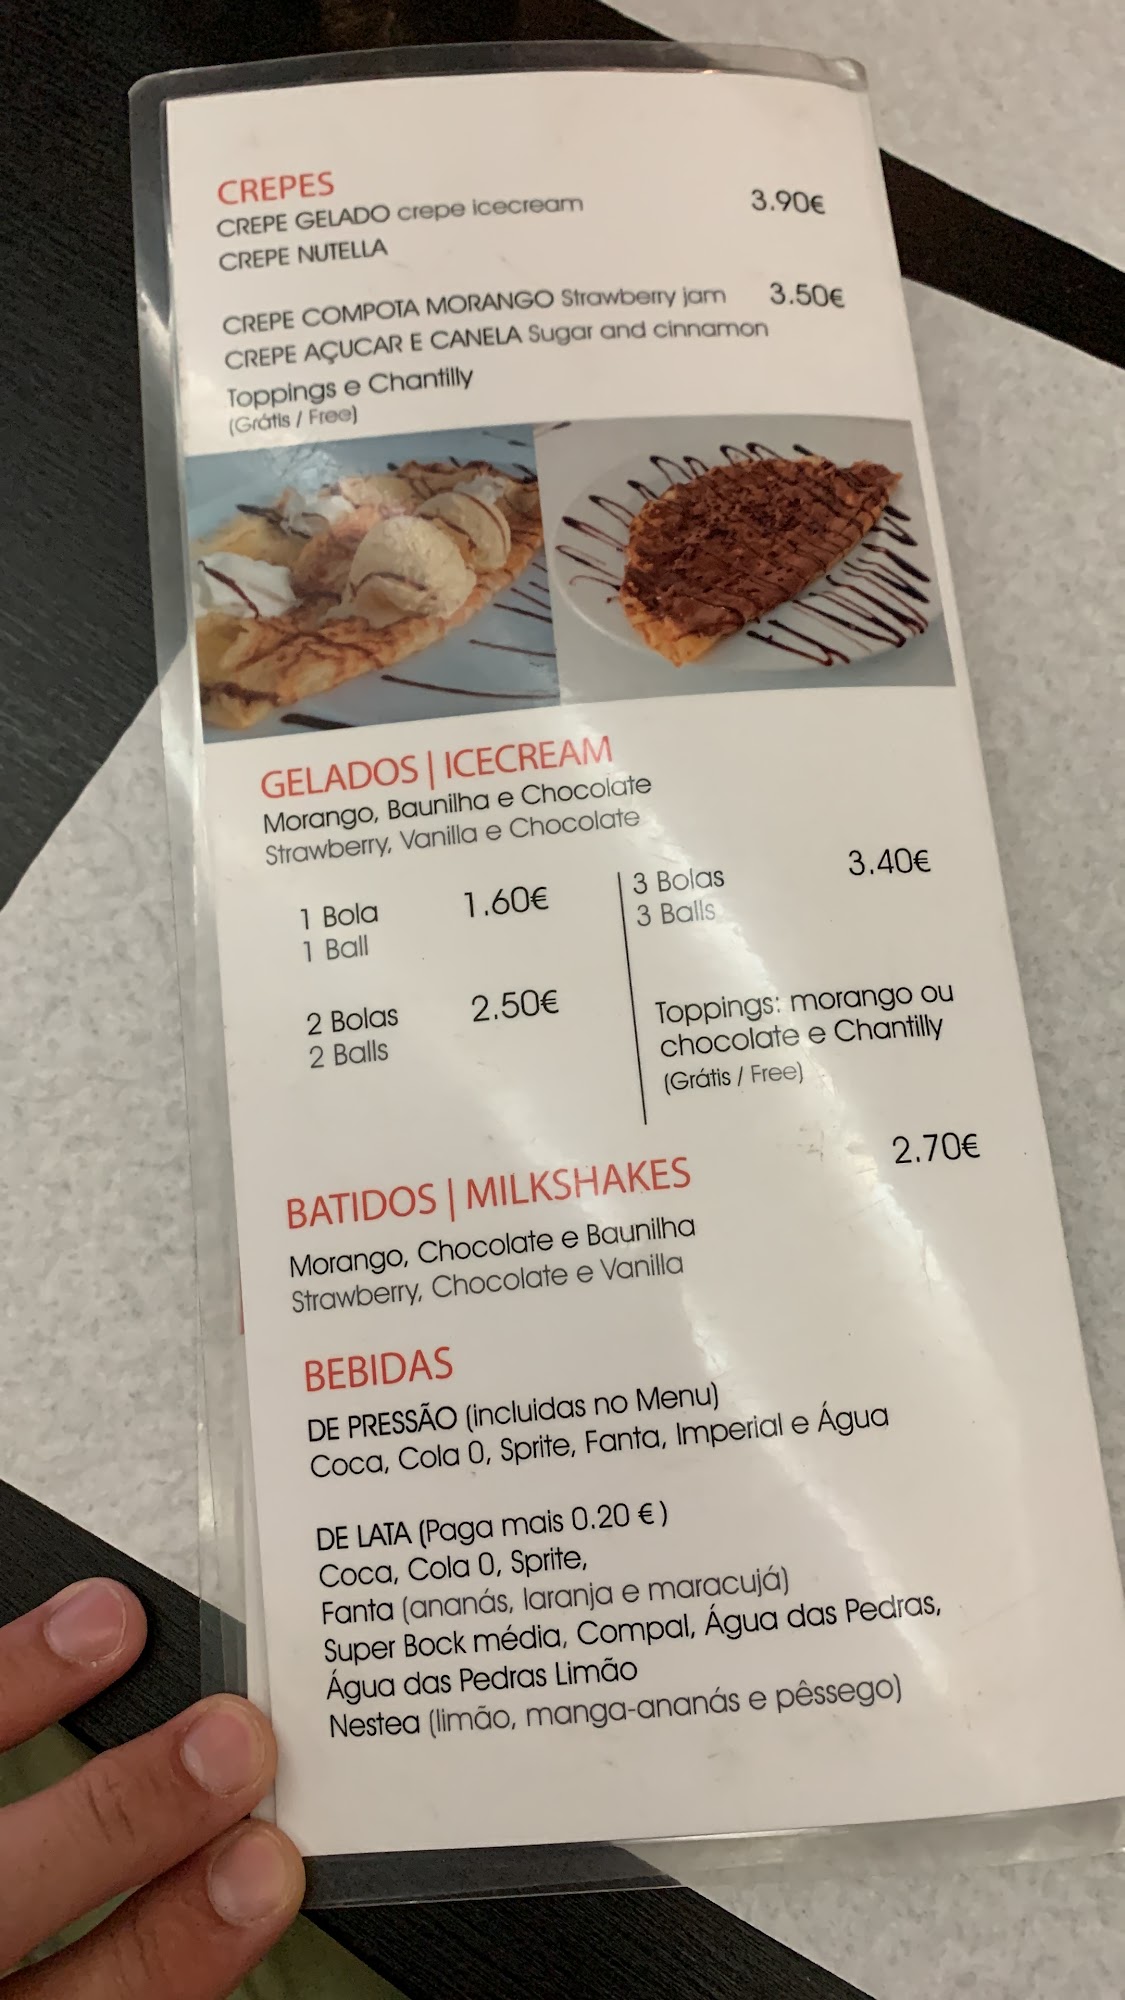 CREPES
CREPE GELADO crepe icecream 3.90€
CREPE NUTELLA
CREPE COMPOTA MORANGO Strawberry jam 3.50€
CREPE AÇUCAR E CANELA Sugar and cinnamon
Toppings e Chantilly
(Grátis / Free)
GELADOS | ICECREAM
Morango, Baunilha e Chocolate
Strawberry, Vanilla e Chocolate
1 Bola 1.60€
1 Ball
2 Bolas 2.50€
2 Balls
3 Bolas 3.40€
3 Balls
Toppings: morango ou
chocolate e Chantilly
(Grátis / Free)
BATIDOS | MILKSHAKES 2.70€
Morango, Chocolate e Baunilha
Strawberry, Chocolate e Vanilla
BEBIDAS
DE PRESSÃO (incluidas no Menu)
Coca, Cola 0, Sprite, Fanta, Imperial e Água
DE LATA (Paga mais 0.20 €)
Coca, Cola 0, Sprite,
Fanta (ananás, laranja e maracujá)
Super Bock média, Compal, Água das Pedras,
Água das Pedras Limão
Nestea (limão, manga-ananás e pêssego)